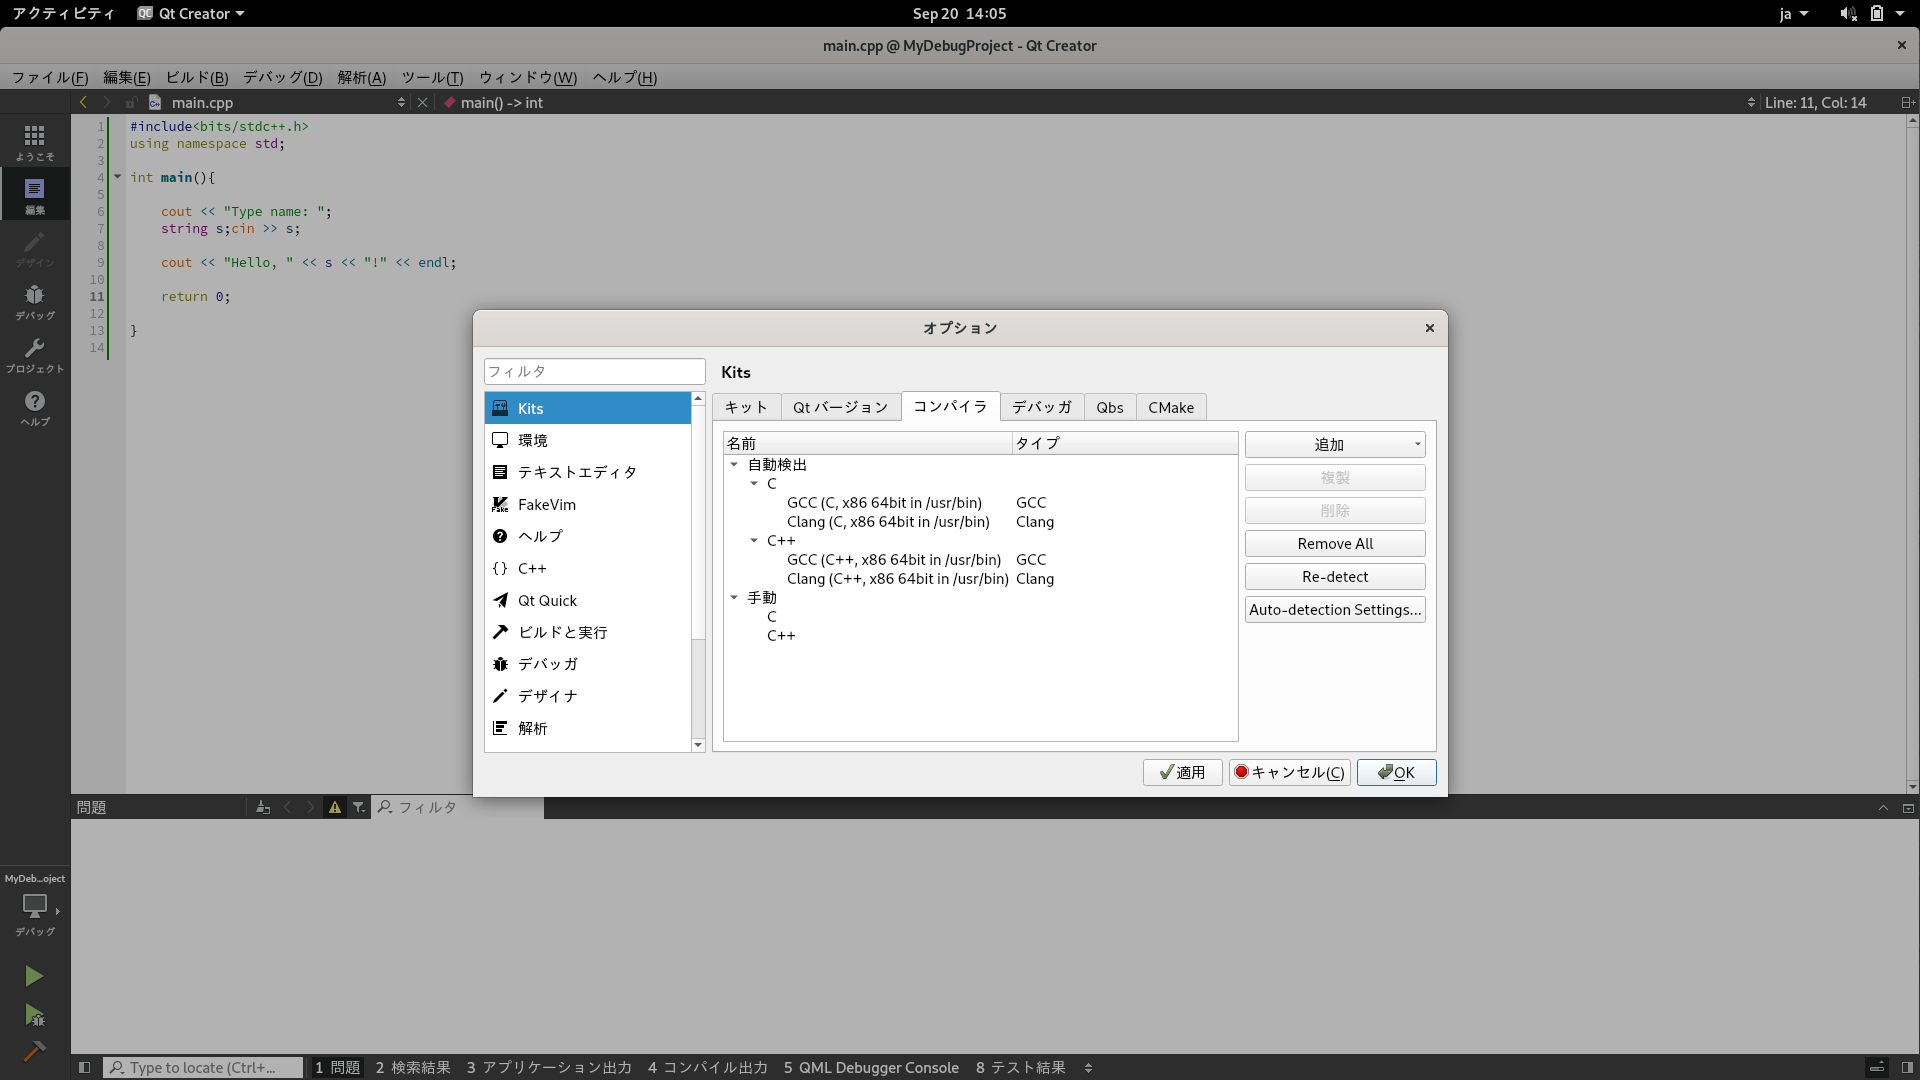 アクティビティ Qt Creator Sep 20 14:05 ja
main.cpp @ MyDebugProject - Qt Creator
ファイル(F) 編集(E) ビルド(B) デバッグ(D) 解析(A) ツール(T) ウィンドウ(W) ヘルプ(H)
main.cpp main() -> int Line: 11, Col: 14
ようこそ
編集
デザイン
デバッグ
プロジェクト
ヘルプ
1 #include<bits/stdc++.h>
2 using namespace std;
3
4 int main(){
5
6 cout << "Type name: ";
7 string s;cin >> s;
8
9 cout << "Hello, " << s << "!" << endl;
10
11 return 0;
12
13 }
14
オプション
フィルタ
Kits
環境
テキストエディタ
FakeVim
ヘルプ
C++
Qt Quick
ビルドと実行
デバッガ
デザイナ
解析
Kits
キット Qt バージョン コンパイラ デバッガ Qbs CMake
名前 タイプ
自動検出
C
GCC (C, x86 64bit in /usr/bin) GCC
Clang (C, x86 64bit in /usr/bin) Clang
C++
GCC (C++, x86 64bit in /usr/bin) GCC
Clang (C++, x86 64bit in /usr/bin) Clang
手動
C
C++
追加
複製
削除
Remove All
Re-detect
Auto-detection Settings...
適用 キャンセル(C) OK
問題 フィルタ
MyDeb...oject
デバッグ
Type to locate (Ctrl+... 1 問題 2 検索結果 3 アプリケーション出力 4 コンパイル出力 5 QML Debugger Console 8 テスト結果